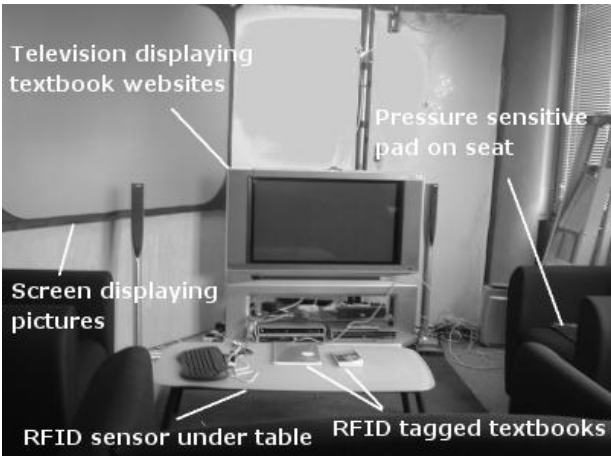 Television displaying
textbook websites
Pressure sensitive
pad on seat
Screen displaying
pictures
RFID sensor under table
RFID tagged textbooks